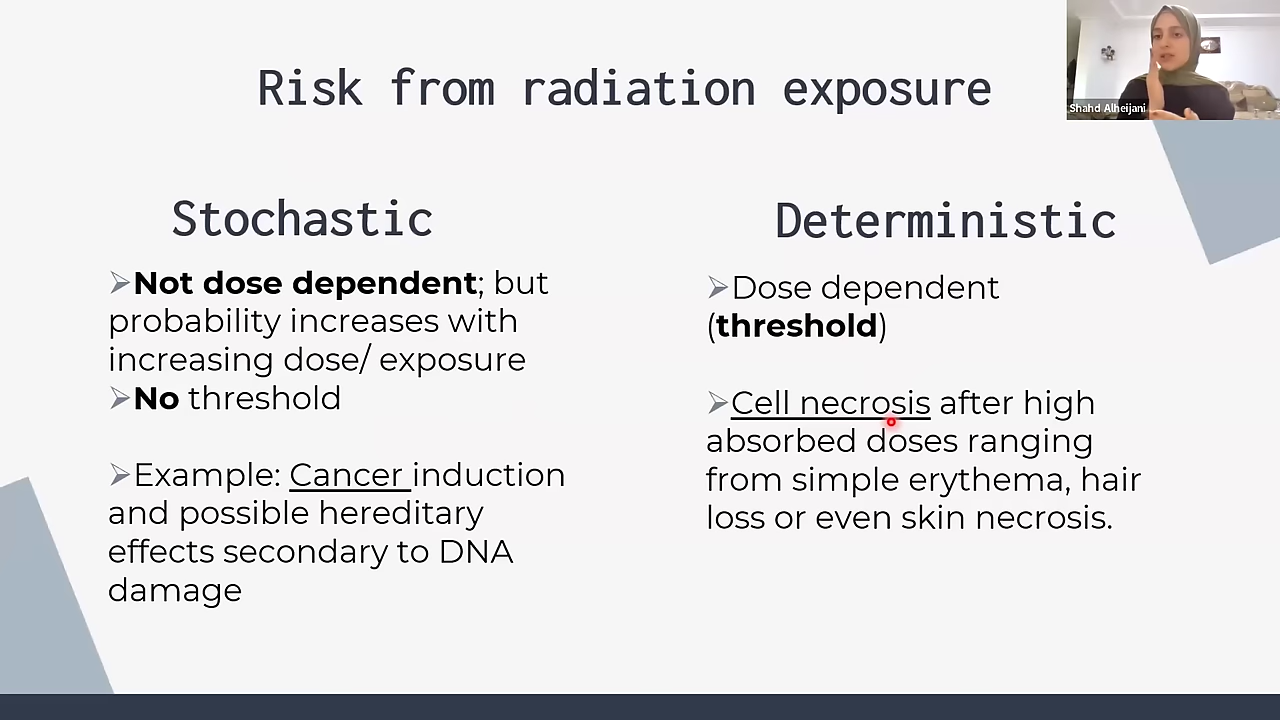 Risk from radiation exposure
Shahd Alheijani
Stochastic
➢Not dose dependent; but
probability increases with
increasing dose/ exposure
➢No threshold
➢Example: Cancer induction
and possible hereditary
effects secondary to DNA
damage
Deterministic
➢Dose dependent
(threshold)
➢Cell necrosis after high
absorbed doses ranging
from simple erythema, hair
loss or even skin necrosis.